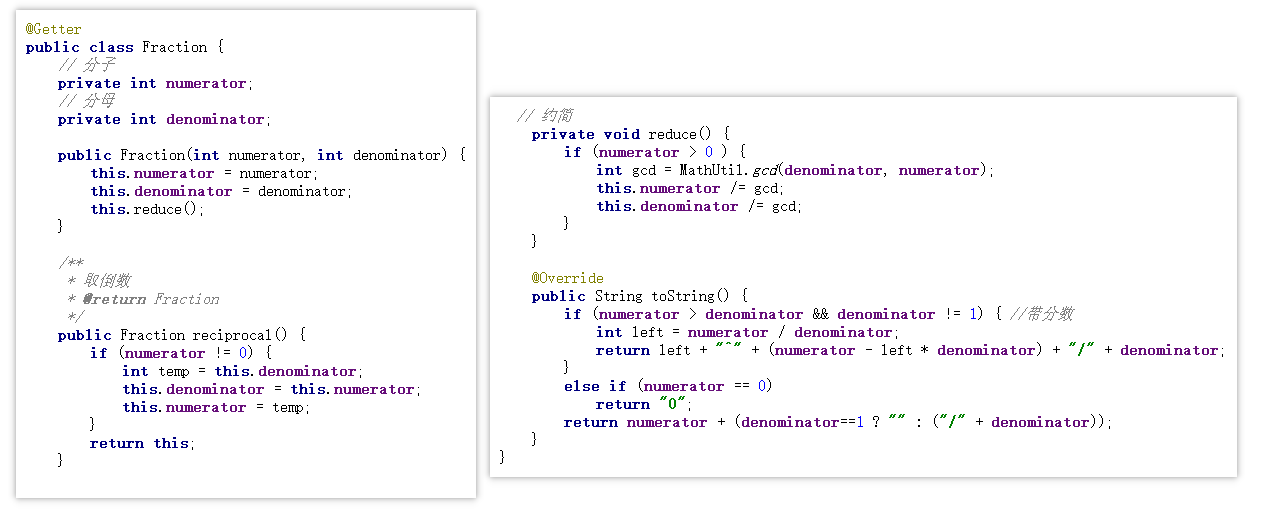 @Getter
public class Fraction {
// 分子
private int numerator;
// 分母
private int denominator;
public Fraction(int numerator, int denominator) {
this.numerator = numerator;
this.denominator = denominator;
this.reduce();
}
/**
* 取倒数
* @return Fraction
*/
public Fraction reciprocal() {
if (numerator != 0) {
int temp = this.denominator;
this.denominator = this.numerator;
this.numerator = temp;
}
return this;
}
// 约简
private void reduce() {
if (numerator > 0 ) {
int gcd = MathUtil.gcd(denominator, numerator);
this.numerator /= gcd;
this.denominator /= gcd;
}
}
@Override
public String toString() {
if (numerator > denominator && denominator != 1) { //带分数
int left = numerator / denominator;
return left + "^" + (numerator - left * denominator) + "/" + denominator;
}
else if (numerator == 0)
return "0";
return numerator + (denominator==1 ? "" : ("/" + denominator));
}
}